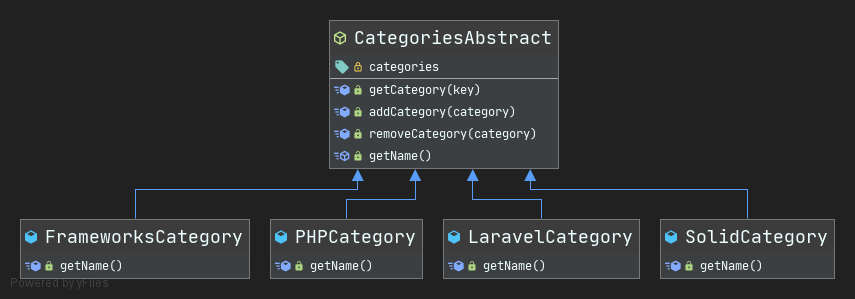 CategoriesAbstract
categories
getCategory(key)
addCategory(category)
removeCategory(category)
getName()
FrameworksCategory
getName()
PHPCategory
getName()
LaravelCategory
getName()
SolidCategory
getName()
Powered by yFiles